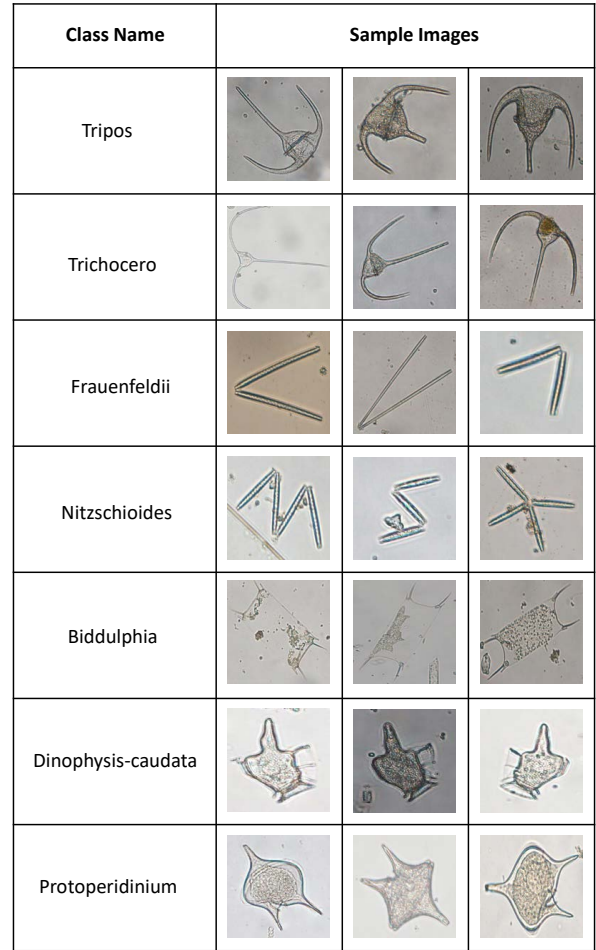 Class Name
Sample Images
Tripos
Trichocero
Frauenfeldii
Nitzschioides
Biddulphia
Dinophysis-caudata
Protoperidinium